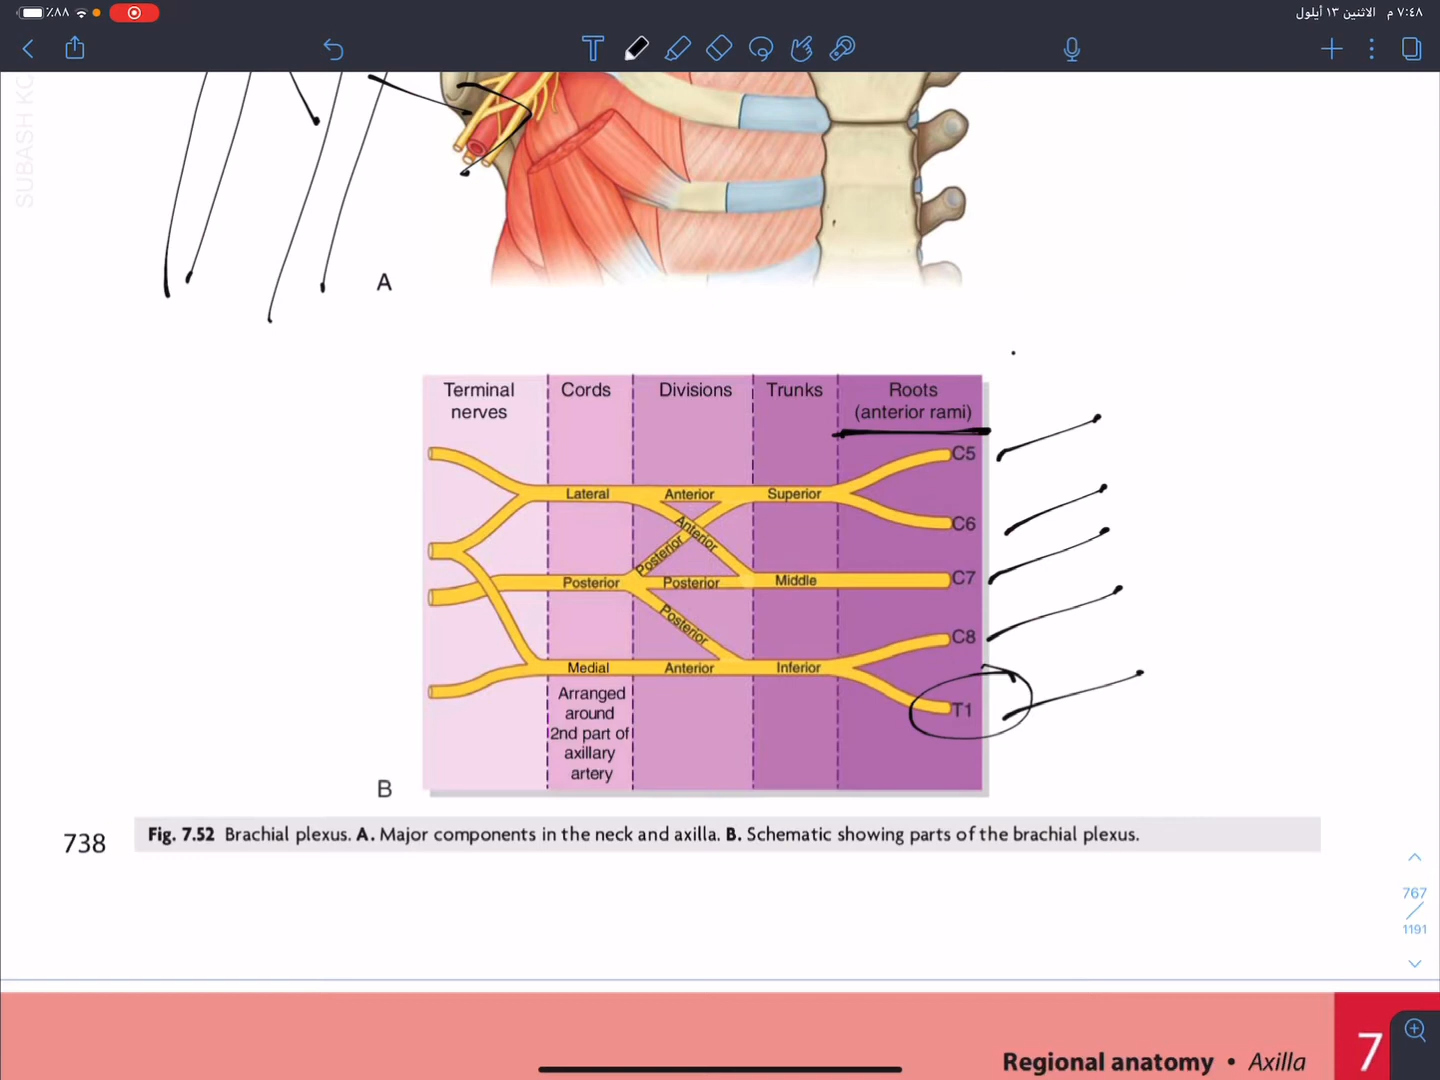 ٪٨٨
٧:٤٨ م الاثنين ١٣ أيلول
SUBASH KC
A
Terminal nerves
Cords
Divisions
Trunks
Roots
(anterior rami)
C5
Lateral
Anterior
Superior
C6
Anterior
Posterior
Posterior
Posterior
Middle
C7
Posterior
C8
Medial
Anterior
Inferior
T1
Arranged
around
2nd part of
axillary
artery
B
738
Fig. 7.52 Brachial plexus. A. Major components in the neck and axilla. B. Schematic showing parts of the brachial plexus.
767
1191
Regional anatomy • Axilla
7